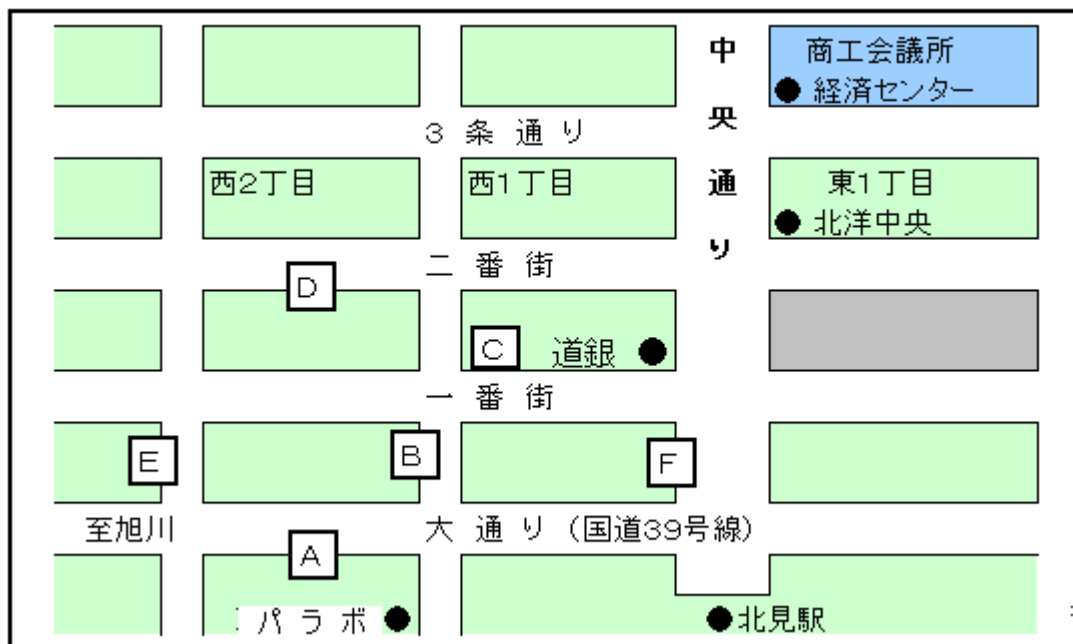 商工会議所
経済センター
中央通り
3条通り
西2丁目
西1丁目
東1丁目
北洋中央
二番街
D
C
道銀
一番街
E
B
F
至旭川
大通り(国道39号線)
A
パラボ
北見駅